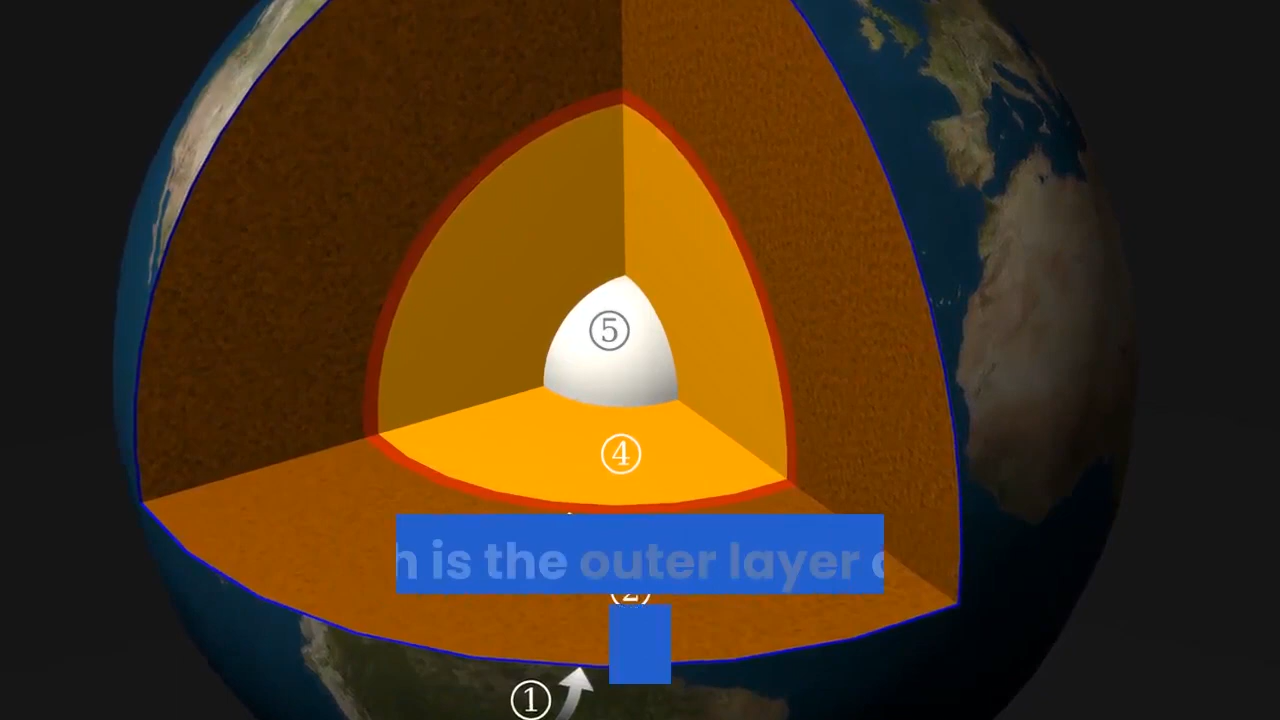 ⑤
④
is the outer layer
②
①